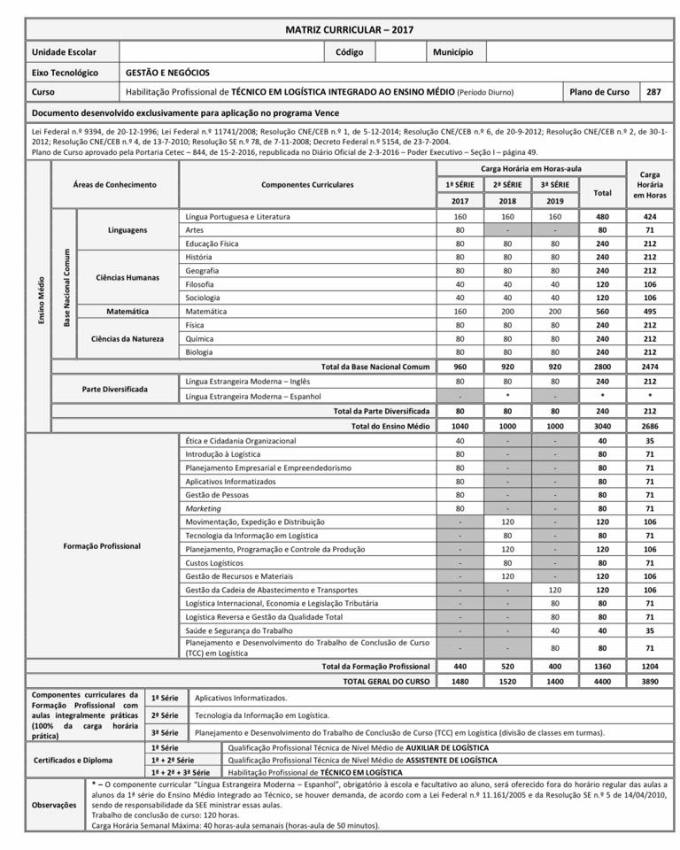 MATRIZ CURRICULAR – 2017
Unidade Escolar Código Município
Eixo Tecnológico GESTÃO E NEGÓCIOS
Curso Habilitação Profissional de TÉCNICO EM LOGÍSTICA INTEGRADO AO ENSINO MÉDIO (Período Diurno) Plano de Curso 287
Documento desenvolvido exclusivamente para aplicação no programa Vence
Lei Federal n.º 9394, de 20-12-1996; Lei Federal n.º 11741/2008; Resolução CNE/CEB n.º 1, de 5-12-2014; Resolução CNE/CEB n.º 6, de 20-9-2012; Resolução CNE/CEB n.º 2, de 30-1-
2012; Resolução CNE/CEB n.º 4, de 13-7-2010; Resolução SE n.º 78, de 7-11-2008; Decreto Federal n.º 5154, de 23-7-2004.
Plano de Curso aprovado pela Portaria Cetec – 844, de 15-2-2016, republicada no Diário Oficial de 2-3-2016 – Poder Executivo – Seção I – página 49.
Áreas de Conhecimento Componentes Curriculares Carga Horária em Horas-aula Carga Horária em Horas
1ª SÉRIE 2ª SÉRIE 3ª SÉRIE Total
2017 2018 2019
Ensino Médio
Base Nacional Comum
Linguagens
Língua Portuguesa e Literatura 160 160 160 480 424
Artes 80 - - 80 71
Educação Física 80 80 80 240 212
Ciências Humanas
História 80 80 80 240 212
Geografia 80 80 80 240 212
Filosofia 40 40 40 120 106
Sociologia 40 40 40 120 106
Matemática Matemática 160 200 200 560 495
Ciências da Natureza
Física 80 80 80 240 212
Química 80 80 80 240 212
Biologia 80 80 80 240 212
Total da Base Nacional Comum 960 920 920 2800 2474
Parte Diversificada
Língua Estrangeira Moderna – Inglês 80 80 80 240 212
Língua Estrangeira Moderna – Espanhol - * - * *
Total da Parte Diversificada 80 80 80 240 212
Total do Ensino Médio 1040 1000 1000 3040 2686
Formação Profissional
Ética e Cidadania Organizacional 40 - - 40 35
Introdução à Logística 80 - - 80 71
Planejamento Empresarial e Empreendedorismo 80 - - 80 71
Aplicativos Informatizados 80 - - 80 71
Gestão de Pessoas 80 - - 80 71
Marketing 80 - - 80 71
Movimentação, Expedição e Distribuição - 120 - 120 106
Tecnologia da Informação em Logística - 80 - 80 71
Planejamento, Programação e Controle da Produção - 120 - 120 106
Custos Logísticos - 80 - 80 71
Gestão de Recursos e Materiais - 120 - 120 106
Gestão da Cadeia de Abastecimento e Transportes - - 120 120 106
Logística Internacional, Economia e Legislação Tributária - - 80 80 71
Logística Reversa e Gestão da Qualidade Total - - 80 80 71
Saúde e Segurança do Trabalho - - 40 40 35
Planejamento e Desenvolvimento do Trabalho de Conclusão de Curso
(TCC) em Logística - - 80 80 71
Total da Formação Profissional 440 520 400 1360 1204
TOTAL GERAL DO CURSO 1480 1520 1400 4400 3890
Componentes curriculares da
Formação Profissional com
aulas integralmente práticas
(100% da carga horária
prática)
1ª Série Aplicativos Informatizados.
2ª Série Tecnologia da Informação em Logística.
3ª Série Planejamento e Desenvolvimento do Trabalho de Conclusão de Curso (TCC) em Logística (divisão de classes em turmas).
Certificados e Diploma
1ª Série Qualificação Profissional Técnica de Nível Médio de AUXILIAR DE LOGÍSTICA
1ª + 2ª Série Qualificação Profissional Técnica de Nível Médio de ASSISTENTE DE LOGÍSTICA
1ª + 2ª + 3ª Série Habilitação Profissional de TÉCNICO EM LOGÍSTICA
Observações
* – O componente curricular “Língua Estrangeira Moderna – Espanhol”, obrigatório à escola e facultativo ao aluno, será oferecido fora do horário regular das aulas a
alunos da 1ª série do Ensino Médio Integrado ao Técnico, se houver demanda, de acordo com a Lei Federal n.º 11.161/2005 e da Resolução SE n.º 5 de 14/04/2010,
sendo de responsabilidade da SEE ministrar essas aulas.
Trabalho de conclusão de curso: 120 horas.
Carga Horária Semanal Máxima: 40 horas-aula semanais (horas-aula de 50 minutos).